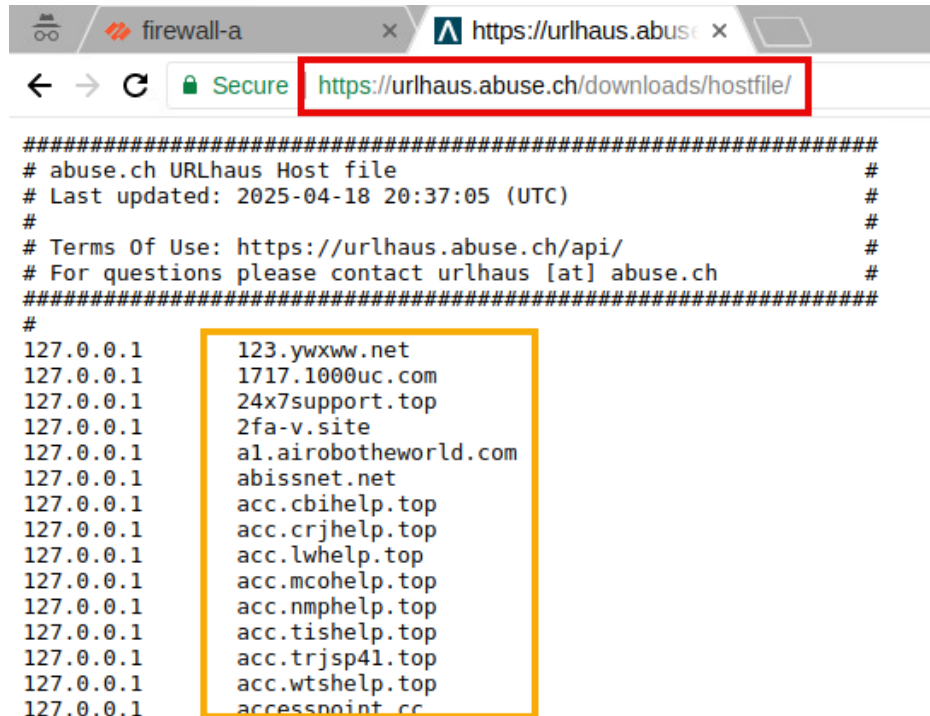 firewall-a
https://urlhaus.abus
Secure https://urlhaus.abuse.ch/downloads/hostfile/
################################################################
# abuse.ch URLhaus Host file #
# Last updated: 2025-04-18 20:37:05 (UTC) #
# #
# Terms Of Use: https://urlhaus.abuse.ch/api/ #
# For questions please contact urlhaus [at] abuse.ch #
################################################################
#
127.0.0.1 123.ywxww.net
127.0.0.1 1717.1000uc.com
127.0.0.1 24x7support.top
127.0.0.1 2fa-v.site
127.0.0.1 a1.airobotheworld.com
127.0.0.1 abissnet.net
127.0.0.1 acc.cbihelp.top
127.0.0.1 acc.crjhelp.top
127.0.0.1 acc.lwhelp.top
127.0.0.1 acc.mcohelp.top
127.0.0.1 acc.nmphelp.top
127.0.0.1 acc.tishelp.top
127.0.0.1 acc.trjsp41.top
127.0.0.1 acc.wtshelp.top
127.0.0.1 accesspoint.cc